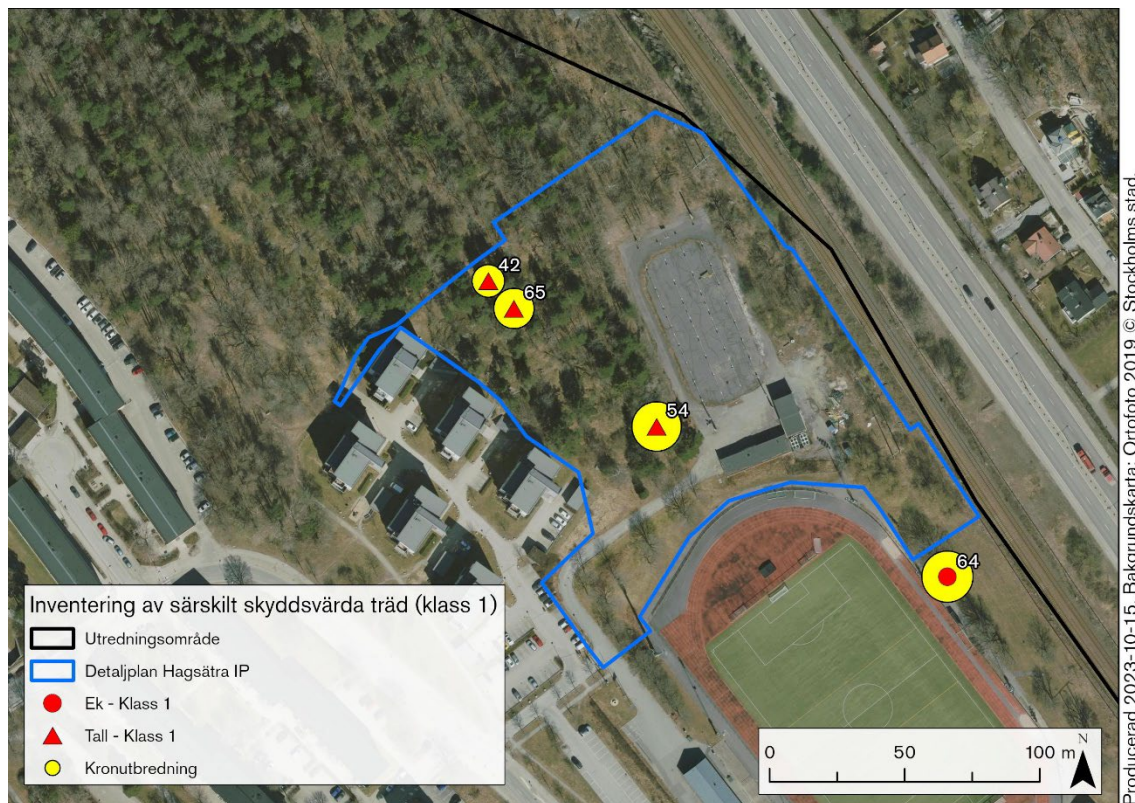 42
65
54
64
Inventering av särskilt skyddsvärda träd (klass 1)
Utredningsområde
Detaljplan Hagsätra IP
Ek - Klass 1
Tall - Klass 1
Kronutbredning
0 50 100 m
N
Producerad 2023-10-15. Bakgrundskarta: Ortofoto 2019 © Stockholms stad.